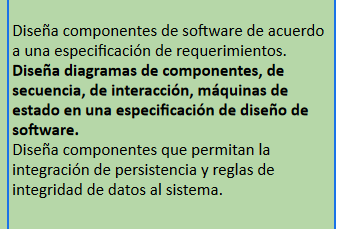 Diseña componentes de software de acuerdo
a una especificación de requerimientos.
Diseña diagramas de componentes, de
secuencia, de interacción, máquinas de
estado en una especificación de diseño de
software.
Diseña componentes que permitan la
integración de persistencia y reglas de
integridad de datos al sistema.